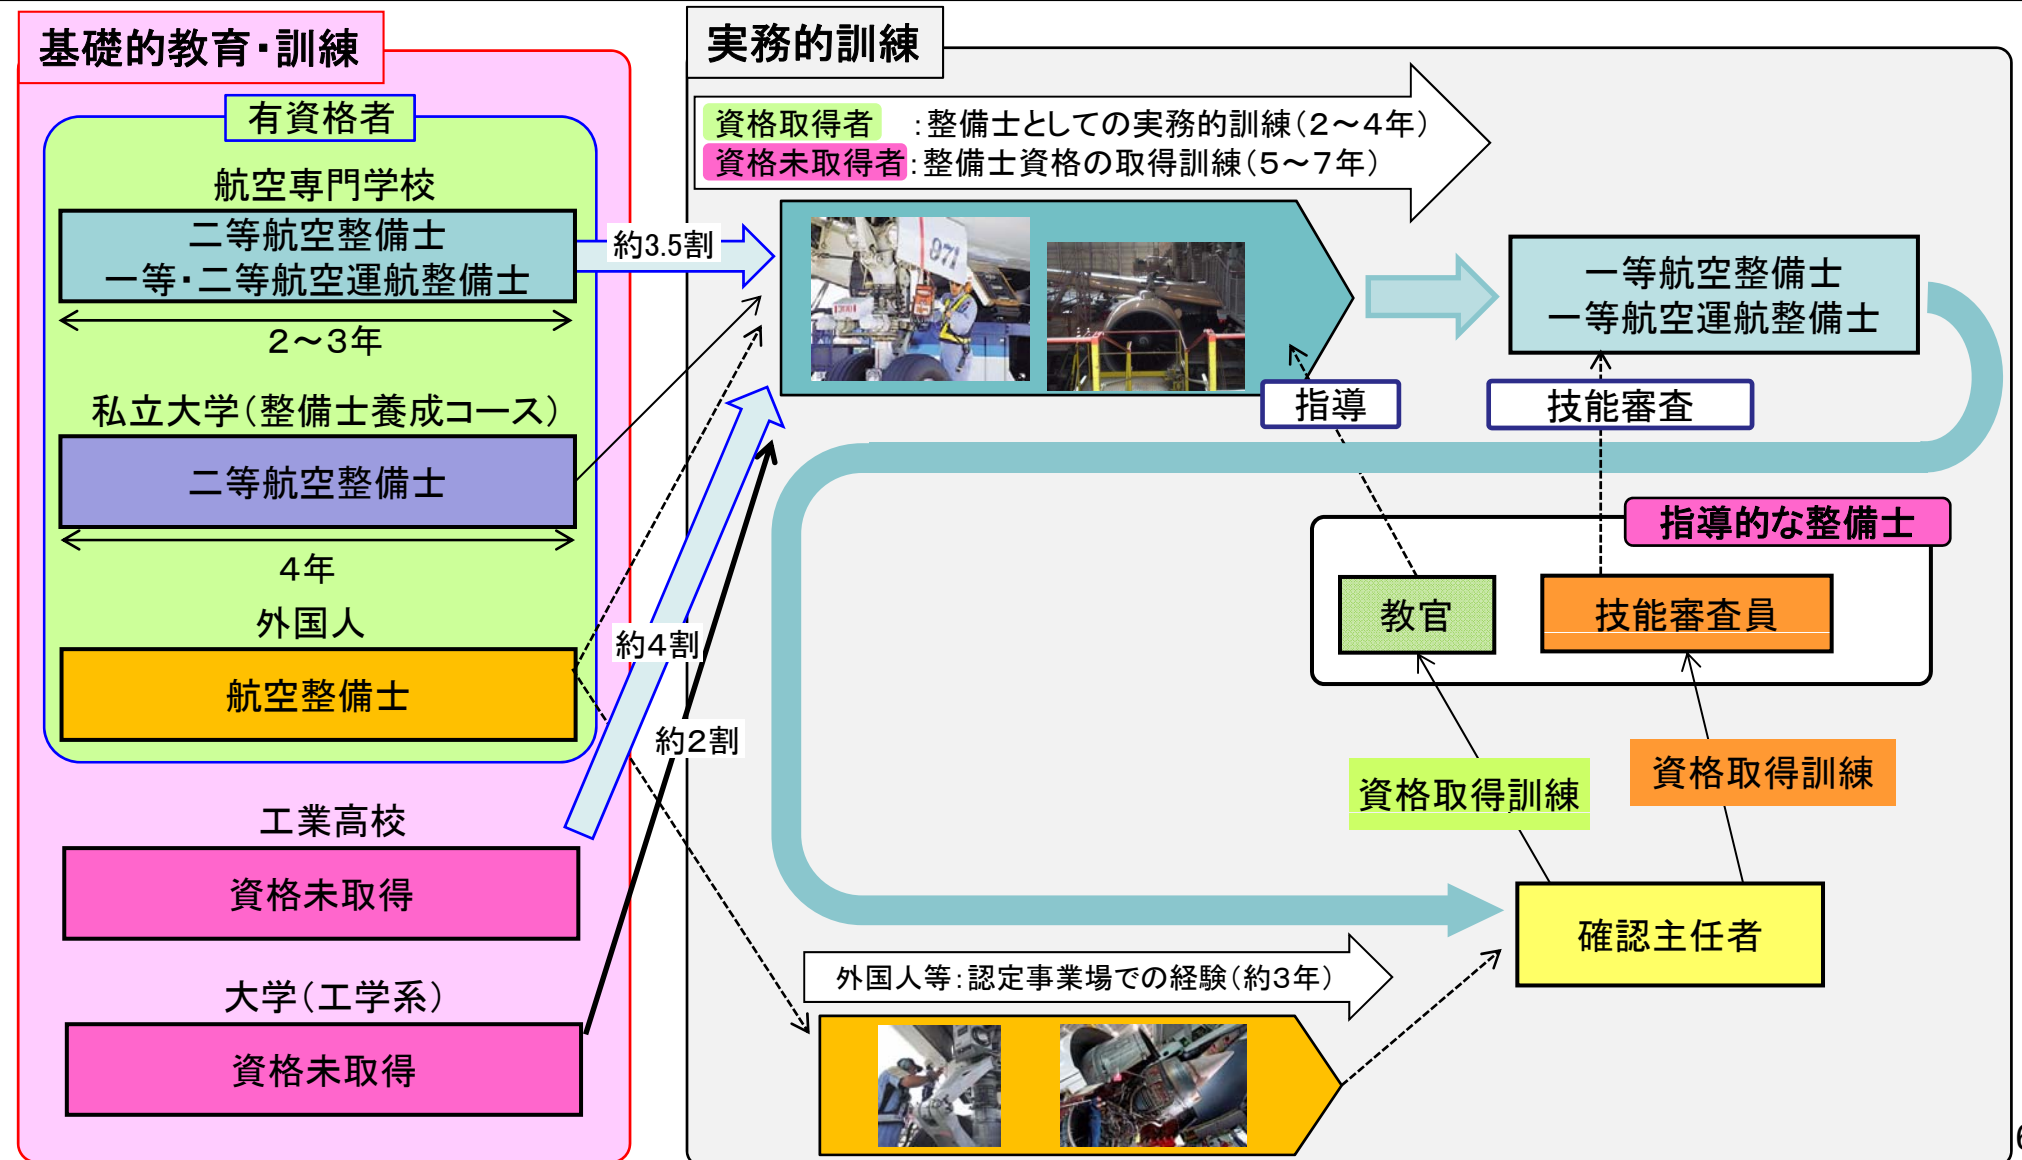 基礎的教育・訓練
有資格者
航空専門学校
二等航空整備士
一等・二等航空運航整備士
2～3年
私立大学（整備士養成コース）
二等航空整備士
4年
外国人
航空整備士
工業高校
資格未取得
大学（工学系）
資格未取得
約3.5割
約4割
約2割
実務的訓練
資格取得者　：整備士としての実務的訓練（2～4年）
資格未取得者：整備士資格の取得訓練（5～7年）
871
一等航空整備士
一等航空運航整備士
指導
技能審査
指導的な整備士
教官
技能審査員
資格取得訓練
資格取得訓練
確認主任者
外国人等：認定事業場での経験（約3年）